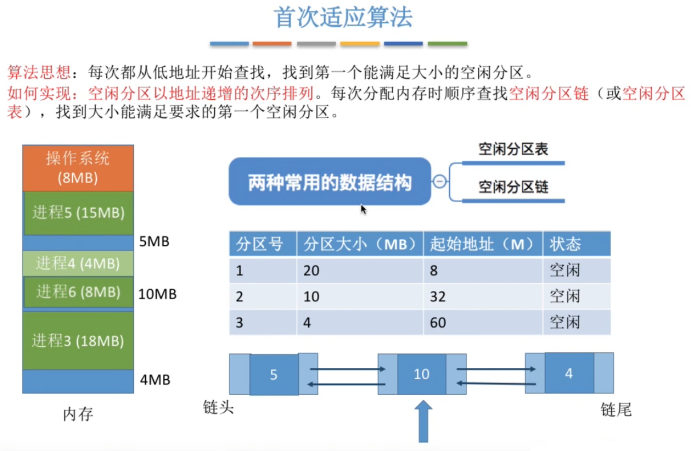 首次适应算法
算法思想：每次都从低地址开始查找，找到第一个能满足大小的空闲分区。
如何实现：空闲分区以地址递增的次序排列。每次分配内存时顺序查找空闲分区链（或空闲分区
表），找到大小能满足要求的第一个空闲分区。
操作系统
(8MB)
进程5 (15MB)
5MB
进程4 (4MB)
进程6 (8MB)
10MB
进程3 (18MB)
4MB
内存
两种常用的数据结构
空闲分区表
空闲分区链
分区号 分区大小（MB） 起始地址（M） 状态
1 20 8 空闲
2 10 32 空闲
3 4 60 空闲
5 10 4
链头 链尾